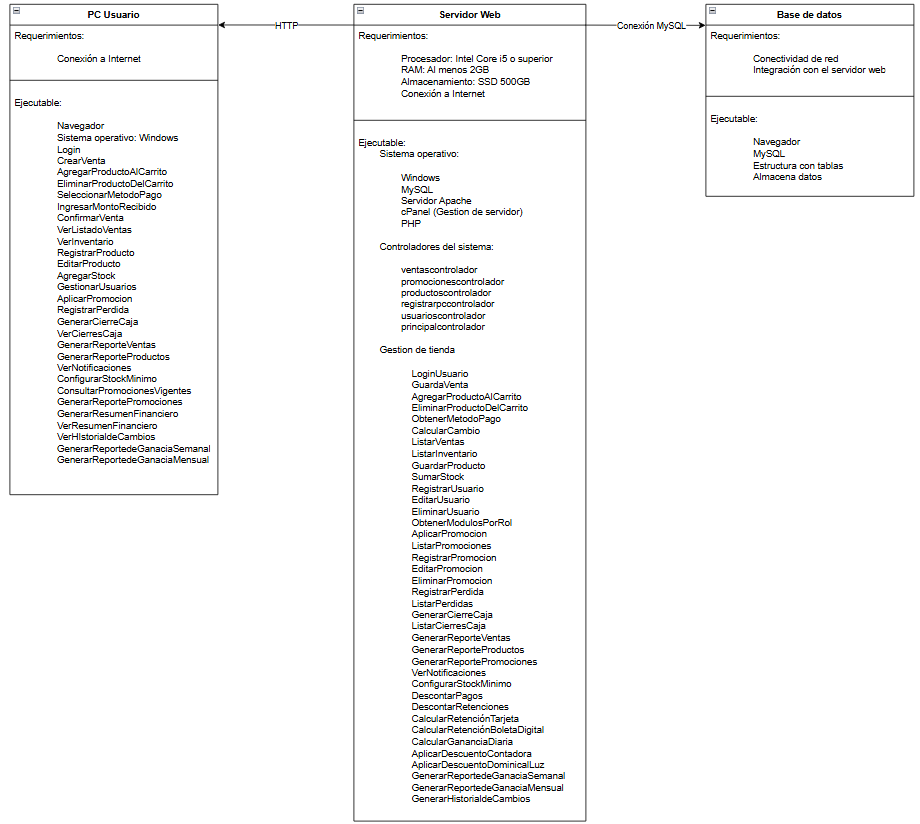 PC Usuario
Requerimientos:
Conexión a Internet
Ejecutable:
Navegador
Sistema operativo: Windows
Login
CrearVenta
AgregarProductoAlCarrito
EliminarProductoDelCarrito
SeleccionarMetodoPago
IngresarMontoRecibido
ConfirmarVenta
VerListadoVentas
VerInventario
RegistrarProducto
EditarProducto
AgregarStock
GestionarUsuarios
AplicarPromocion
RegistrarPerdida
GenerarCierreCaja
VerCierresCaja
GenerarReporteVentas
GenerarReporteProductos
VerNotificaciones
ConfigurarStockMinimo
ConsultarPromocionesVigentes
GenerarReportePromociones
GenerarResumenFinanciero
VerResumenFinanciero
VerHIstorialdeCambios
GenerarReportedeGanaciaSemanal
GenerarReportedeGanaciaMensual
HTTP
Servidor Web
Requerimientos:
Procesador: Intel Core i5 o superior
RAM: Al menos 2GB
Almacenamiento: SSD 500GB
Conexión a Internet
Ejecutable:
Sistema operativo:
Windows
MySQL
Servidor Apache
cPanel (Gestion de servidor)
PHP
Controladores del sistema:
ventascontrolador
promocionescontrolador
productoscontrolador
registrarpccontrolador
usuarioscontrolador
principalcontrolador
Gestion de tienda
LoginUsuario
GuardaVenta
AgregarProductoAlCarrito
EliminarProductoDelCarrito
ObtenerMetodoPago
CalcularCambio
ListarVentas
ListarInventario
GuardarProducto
SumarStock
RegistrarUsuario
EditarUsuario
EliminarUsuario
ObtenerModulosPorRol
AplicarPromocion
ListarPromociones
RegistrarPromocion
EditarPromocion
EliminarPromocion
RegistrarPerdida
ListarPerdidas
GenerarCierreCaja
ListarCierresCaja
GenerarReporteVentas
GenerarReporteProductos
GenerarReportePromociones
VerNotificaciones
ConfigurarStockMinimo
DescontarPagos
DescontarRetenciones
CalcularRetenciónTarjeta
CalcularRetenciónBoletaDigital
CalcularGananciaDiaria
AplicarDescuentoContadora
AplicarDescuentoDominicalLuz
GenerarReportedeGanaciaSemanal
GenerarReportedeGanaciaMensual
GenerarHistorialdeCambios
Conexión MySQL
Base de datos
Requerimientos:
Conectividad de red
Integración con el servidor web
Ejecutable:
Navegador
MySQL
Estructura con tablas
Almacena datos